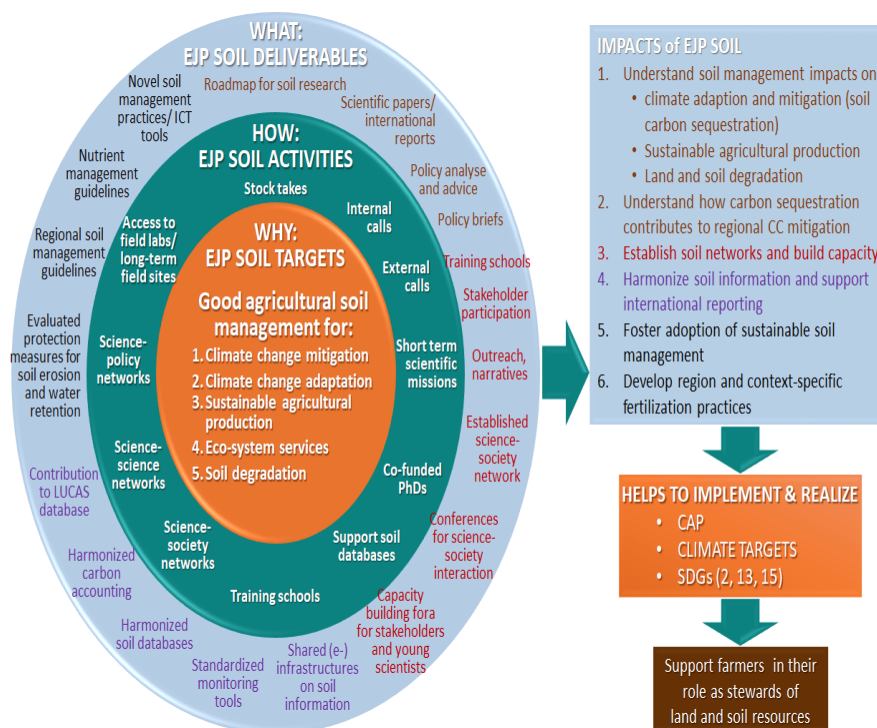 WHAT:
EJP SOIL DELIVERABLES
Roadmap for soil research
Scientific papers/
international
reports
Policy analyse
and advice
Policy briefs
Training schools
Stakeholder
participation
Outreach,
narratives
Established
science-
society
network
Conferences
for science-
society
interaction
Capacity
building fora
for stakeholders
and young
scientists
Shared (e-)
infrastructures
on soil
information
Standardized
monitoring
tools
Harmonized
soil databases
Harmonized
carbon
accounting
Contribution
to LUCAS
database
Evaluated
protection
measures for
soil erosion
and water
retention
Regional soil
management
guidelines
Nutrient
management
guidelines
Novel soil
management
practices/ ICT
tools
HOW:
EJP SOIL ACTIVITIES
Stock takes
Internal
calls
External
calls
Short term
scientific
missions
Co-funded
PhDs
Support soil
databases
Training schools
Science-
society
networks
Science-
science
networks
Science-
policy
networks
Access to
field labs/
long-term
field sites
WHY:
EJP SOIL TARGETS
Good agricultural soil
management for:
1. Climate change mitigation
2. Climate change adaptation
3. Sustainable agricultural
production
4. Eco-system services
5. Soil degradation
IMPACTS of EJP SOIL
1. Understand soil management impacts on
• climate adaption and mitigation (soil
carbon sequestration)
• Sustainable agricultural production
• Land and soil degradation
2. Understand how carbon sequestration
contributes to regional CC mitigation
3. Establish soil networks and build capacity
4. Harmonize soil information and support
international reporting
5. Foster adoption of sustainable soil
management
6. Develop region and context-specific
fertilization practices
HELPS TO IMPLEMENT & REALIZE
• CAP
• CLIMATE TARGETS
• SDGs (2, 13, 15)
Support farmers in their
role as stewards of
land and soil resources